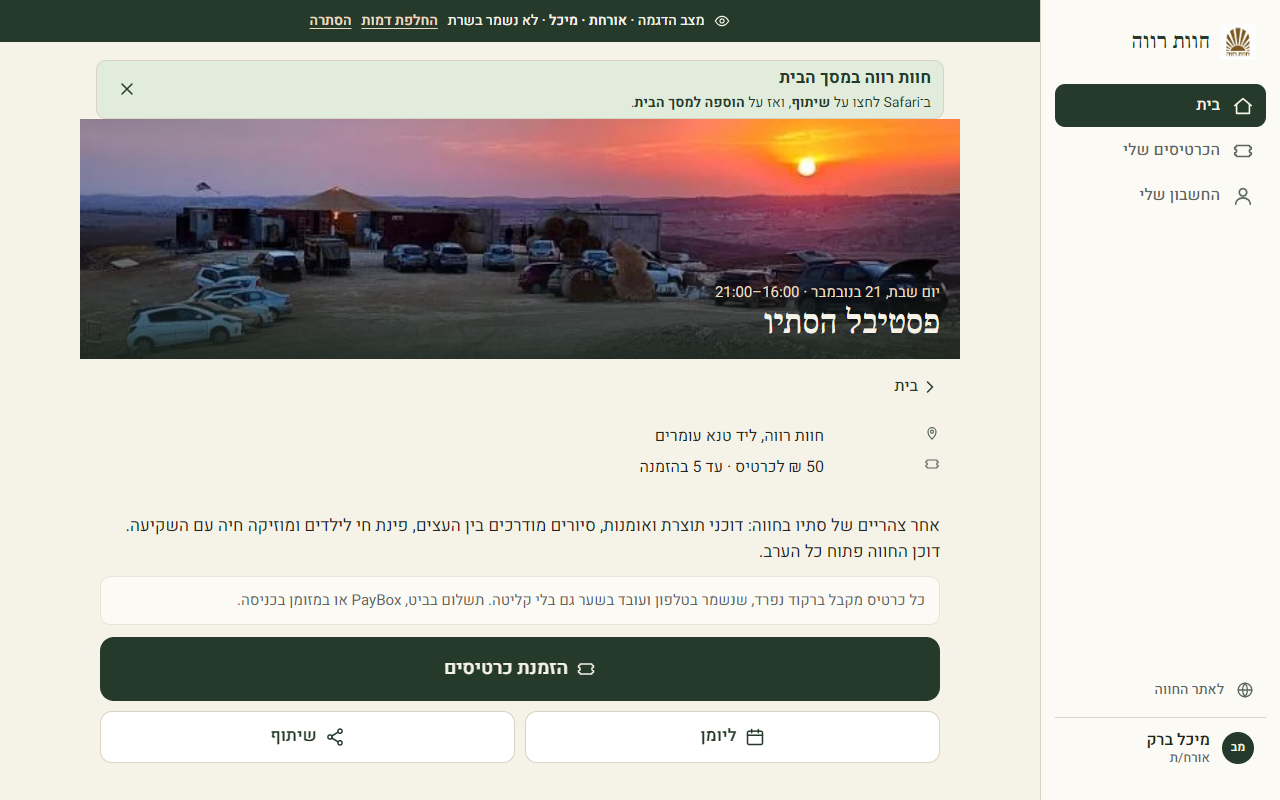 מצב הדגמה · אורחת · מיכל · לא נשמר בשרת החלפת דמות הסתרה
חוות רווה
בית
הכרטיסים שלי
החשבון שלי
לאתר החווה
מב
מיכל ברק
אורח/ת
חוות רווה במסך הבית
ב־Safari לחצו על שיתוף, ואז על הוספה למסך הבית.
יום שבת, 21 בנובמבר · 16:00–21:00
פסטיבל הסתיו
בית
חוות רווה, ליד טנא עומרים
50 ₪ לכרטיס · עד 5 בהזמנה
אחר צהריים של סתיו בחווה: דוכני תוצרת ואומנות, סיורים מודרכים בין העצים, פינת חי לילדים ומוזיקה חיה עם השקיעה.
דוכן החווה פתוח כל הערב.
כל כרטיס מקבל ברקוד נפרד, שנשמר בטלפון ועובד בשער גם בלי קליטה. תשלום בביט, PayBox או במזומן בכניסה.
הזמנת כרטיסים
ליומן
שיתוף